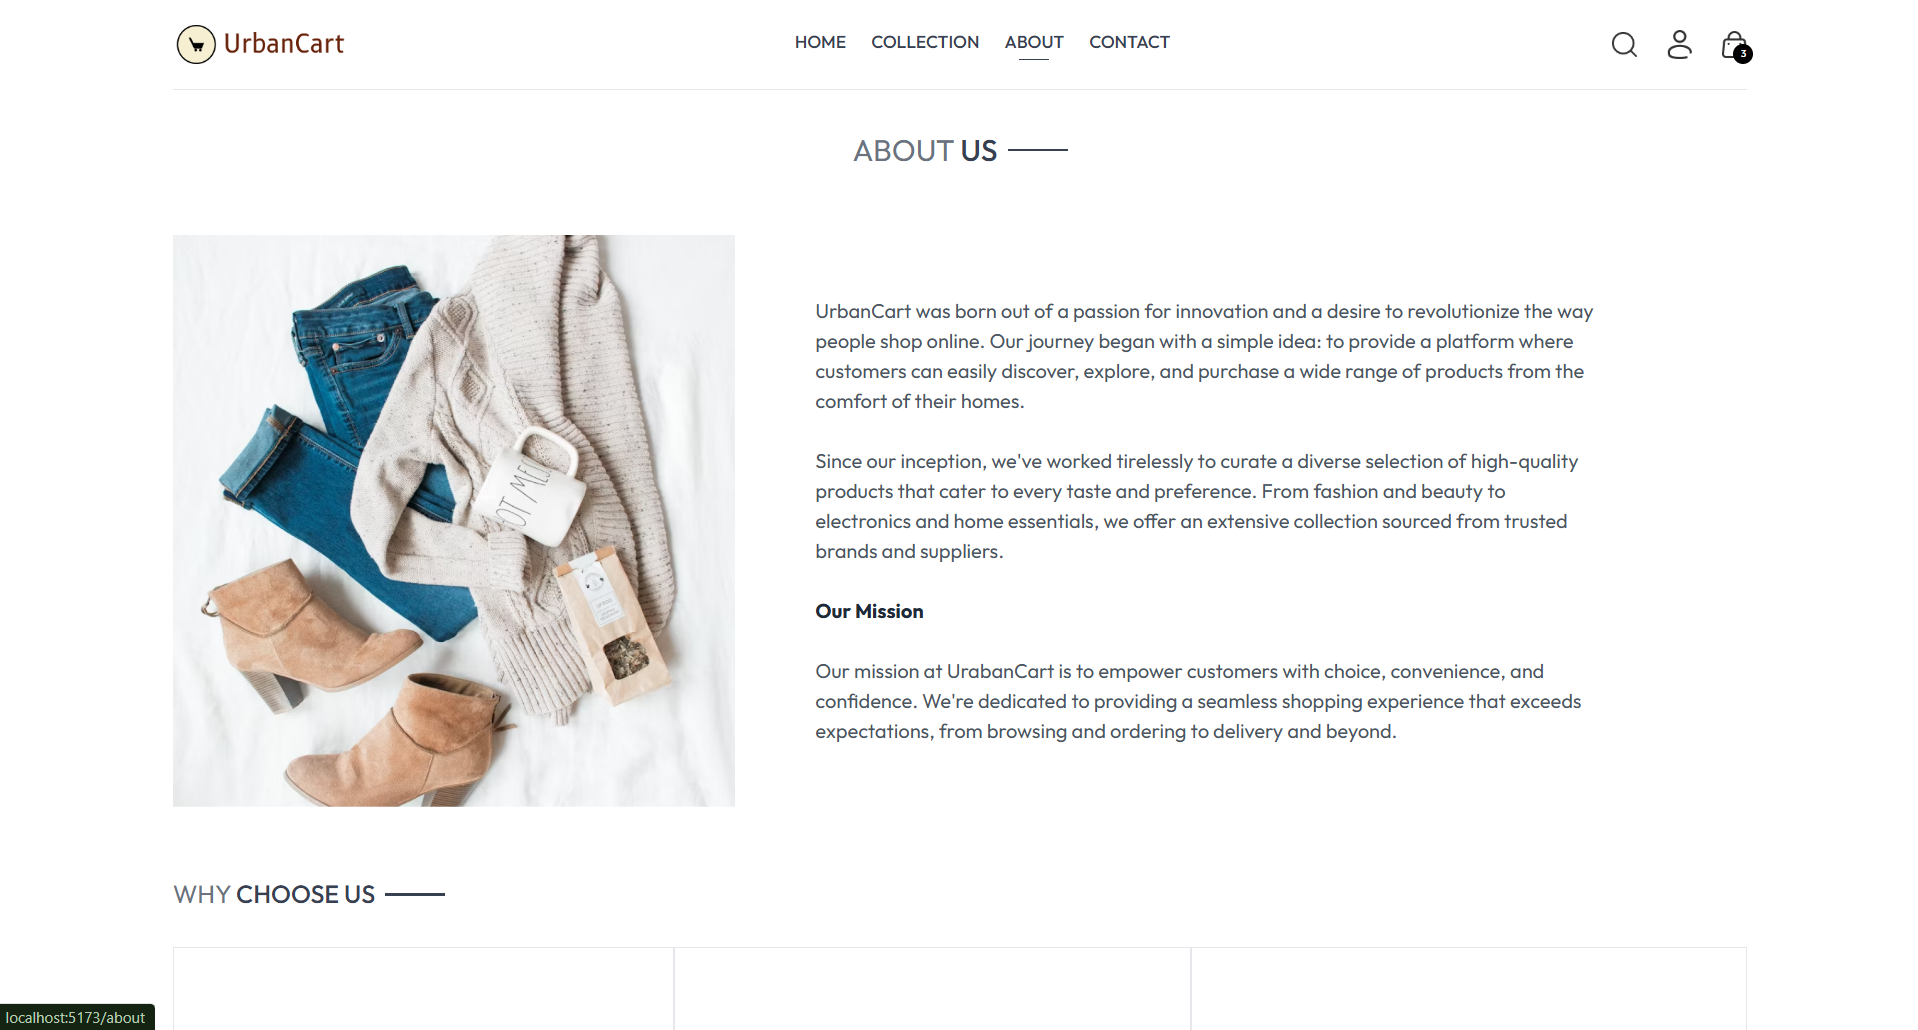 UrbanCart
HOME COLLECTION ABOUT CONTACT
3
ABOUT US
OT ME
UrbanCart was born out of a passion for innovation and a desire to revolutionize the way
people shop online. Our journey began with a simple idea: to provide a platform where
customers can easily discover, explore, and purchase a wide range of products from the
comfort of their homes.
Since our inception, we've worked tirelessly to curate a diverse selection of high-quality
products that cater to every taste and preference. From fashion and beauty to
electronics and home essentials, we offer an extensive collection sourced from trusted
brands and suppliers.
Our Mission
Our mission at UrabanCart is to empower customers with choice, convenience, and
confidence. We're dedicated to providing a seamless shopping experience that exceeds
expectations, from browsing and ordering to delivery and beyond.
WHY CHOOSE US
localhost:5173/about